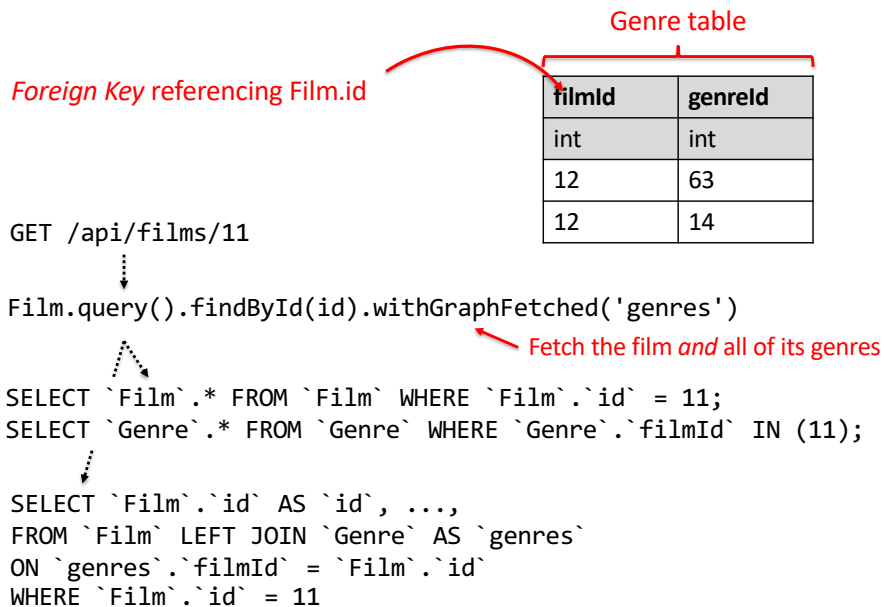 Genre table
Foreign Key referencing Film.id
filmId genreId
int int
12 63
12 14
GET /api/films/11
Film.query().findById(id).withGraphFetched('genres')
Fetch the film and all of its genres
SELECT `Film`.* FROM `Film` WHERE `Film`.`id` = 11;
SELECT `Genre`.* FROM `Genre` WHERE `Genre`.`filmId` IN (11);
SELECT `Film`.`id` AS `id`, ...,
FROM `Film` LEFT JOIN `Genre` AS `genres`
ON `genres`.`filmId` = `Film`.`id`
WHERE `Film`.`id` = 11